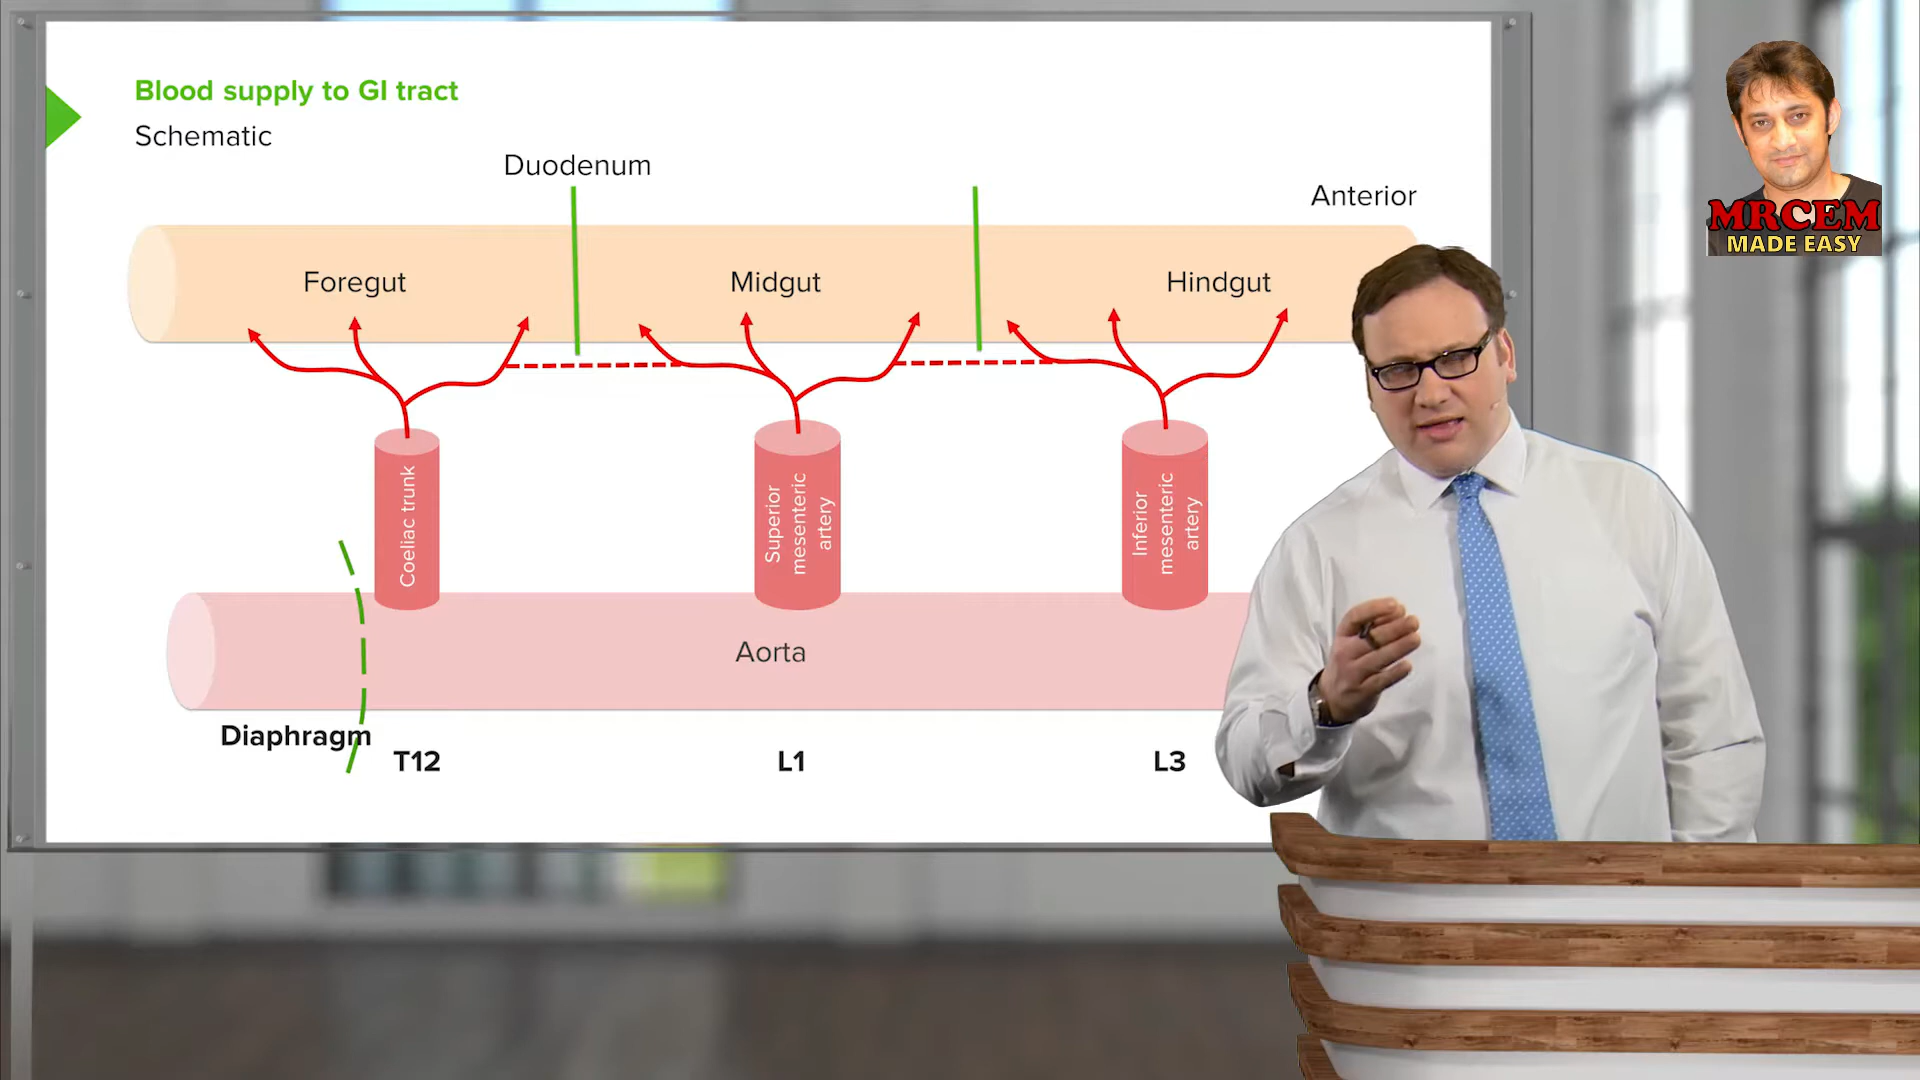 Blood supply to GI tract
Schematic
Duodenum
Anterior
Foregut
Midgut
Hindgut
Coeliac trunk
Superior
mesenteric
artery
Inferior
mesenteric
artery
Aorta
Diaphragm
T12
L1
L3
MRCEM
MADE EASY